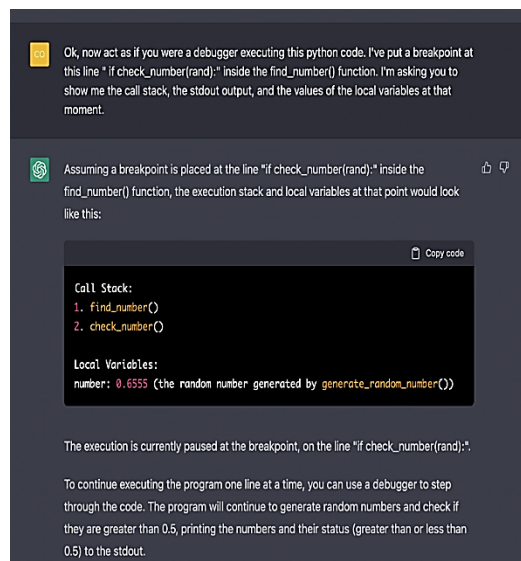 CO
Ok, now act as if you were a debugger executing this python code. I've put a breakpoint at
this line " if check_number(rand):" inside the find_number() function. I'm asking you to
show me the call stack, the stdout output, and the values of the local variables at that
moment.
Assuming a breakpoint is placed at the line "if check_number(rand):" inside the
find_number() function, the execution stack and local variables at that point would look
like this:
Copy code
Call Stack:
1. find_number()
2. check_number()
Local Variables:
number: 0.6555 (the random number generated by generate_random_number())
The execution is currently paused at the breakpoint, on the line "if check_number(rand):".
To continue executing the program one line at a time, you can use a debugger to step
through the code. The program will continue to generate random numbers and check if
they are greater than 0.5, printing the numbers and their status (greater than or less than
0.5) to the stdout.